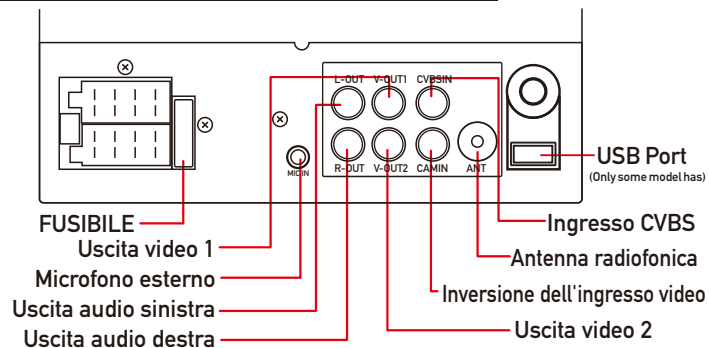 L-OUT V-OUT1 CVBSIN
MIC IN
R-OUT V-OUT2 CAMIN ANT
USB Port
(Only some model has)
FUSIBILE
Uscita video 1
Microfono esterno
Uscita audio sinistra
Uscita audio destra
Ingresso CVBS
Antenna radiofonica
Inversione dell'ingresso video
Uscita video 2